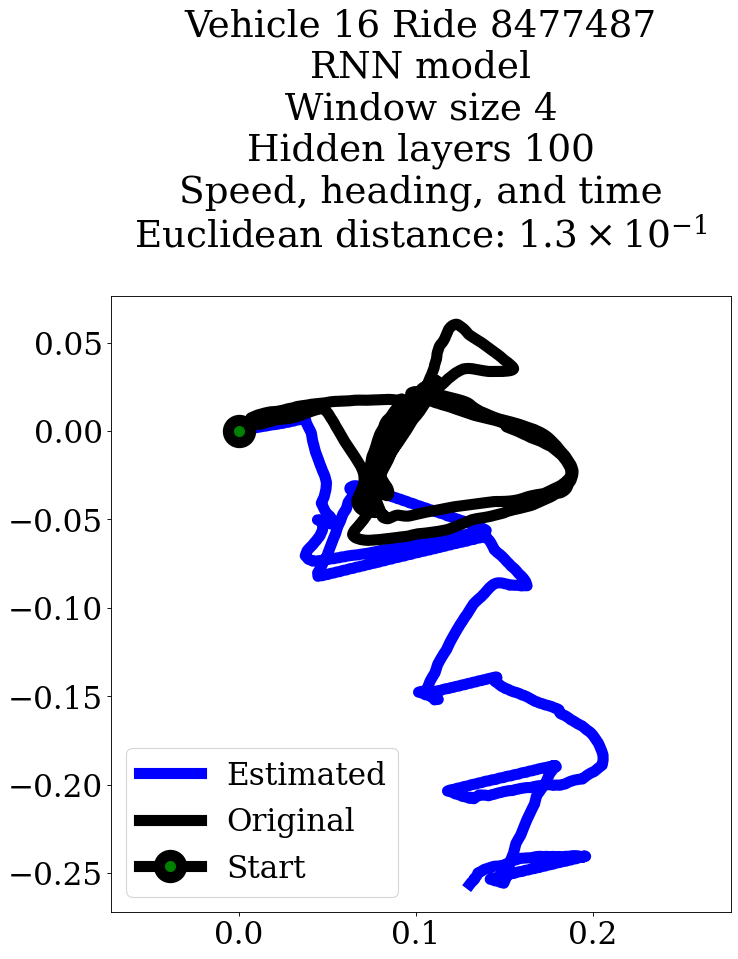 Vehicle 16 Ride 8477487
RNN model
Window size 4
Hidden layers 100
Speed, heading, and time
Euclidean distance: 1.3 × 10⁻¹
0.05
0.00
−0.05
−0.10
−0.15
−0.20
−0.25
Estimated
Original
Start
0.0 0.1 0.2